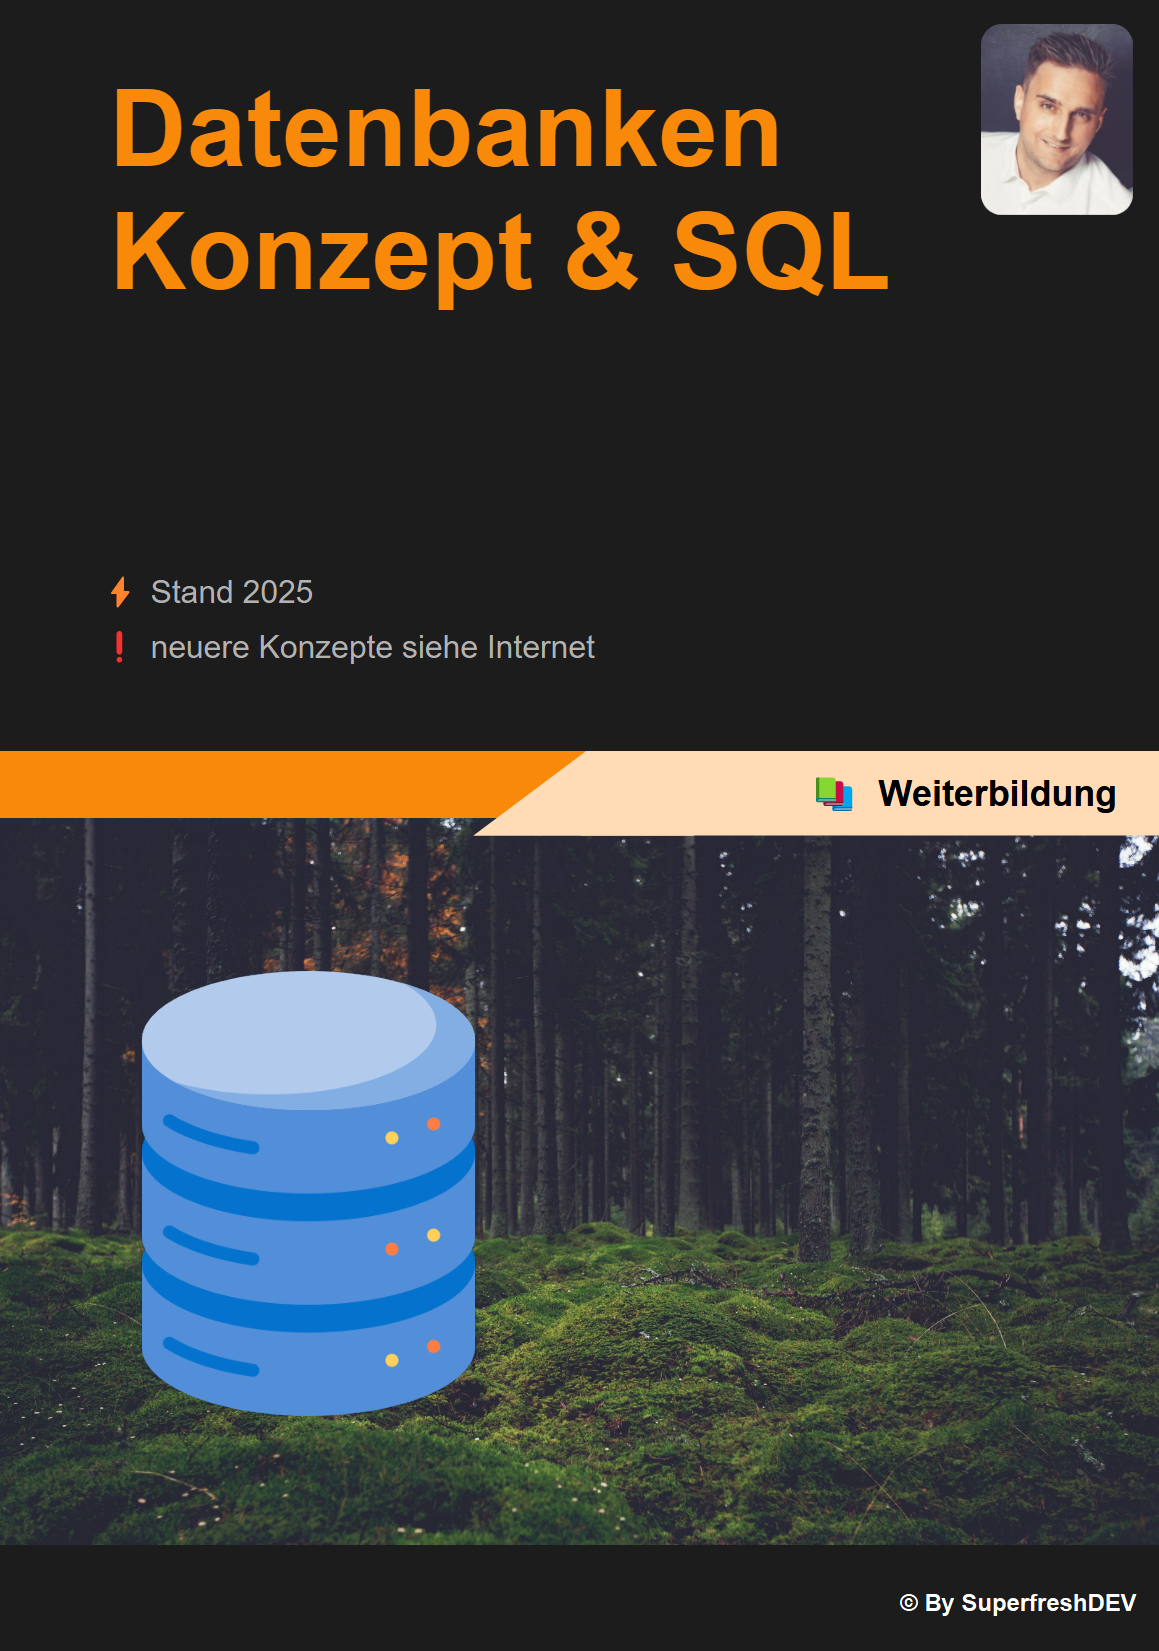 Datenbanken
Konzept & SQL
Stand 2025
neuere Konzepte siehe Internet
Weiterbildung
© By SuperfreshDEV